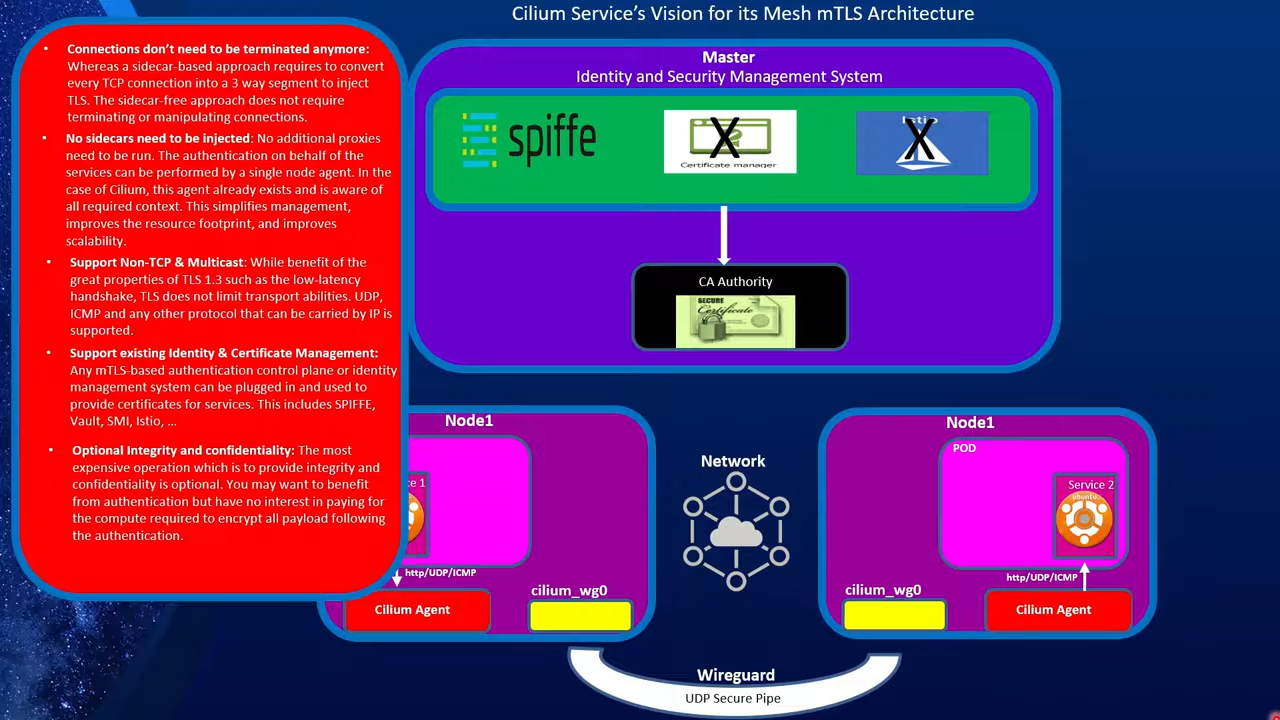 Cilium Service's Vision for its Mesh mTLS Architecture
• Connections don't need to be terminated anymore:
Whereas a sidecar-based approach requires to convert
every TCP connection into a 3 way segment to inject
TLS. The sidecar-free approach does not require
terminating or manipulating connections.
• No sidecars need to be injected: No additional proxies
need to be run. The authentication on behalf of the
services can be performed by a single node agent. In the
case of Cilium, this agent already exists and is aware of
all required context. This simplifies management,
improves the resource footprint, and improves
scalability.
• Support Non-TCP & Multicast: While benefit of the
great properties of TLS 1.3 such as the low-latency
handshake, TLS does not limit transport abilities. UDP,
ICMP and any other protocol that can be carried by IP is
supported.
• Support existing Identity & Certificate Management:
Any mTLS-based authentication control plane or identity
management system can be plugged in and used to
provide certificates for services. This includes SPIFFE,
Vault, SMI, Istio, …
• Optional Integrity and confidentiality: The most
expensive operation which is to provide integrity and
confidentiality is optional. You may want to benefit
from authentication but have no interest in paying for
the compute required to encrypt all payload following
the authentication.
Master
Identity and Security Management System
spiffe
X
Certificate manager
Istio
X
CA Authority
SECURE
Certificate
Node1
ce 1
http/UDP/ICMP
Cilium Agent
cilium_wg0
Network
Node1
POD
Service 2
ubuntu
http/UDP/ICMP
cilium_wg0
Cilium Agent
Wireguard
UDP Secure Pipe